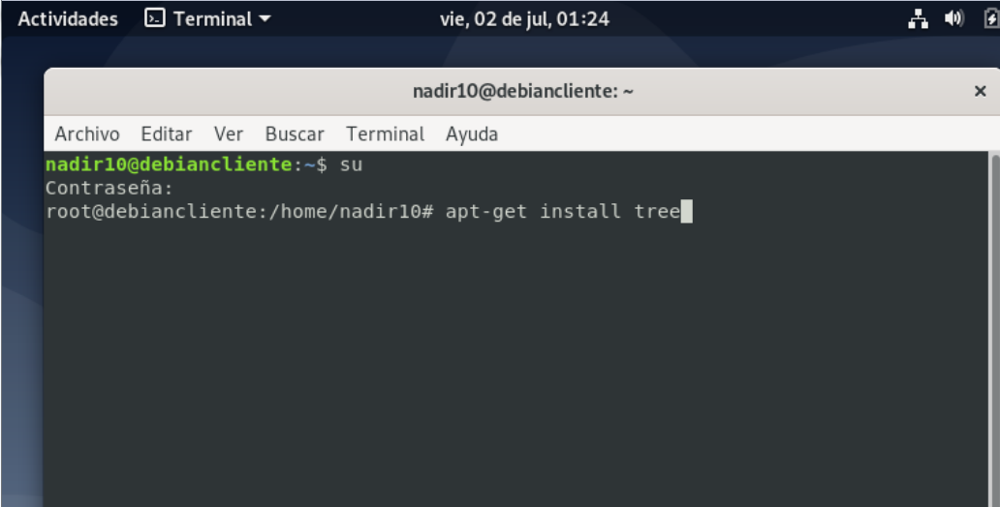 Actividades Terminal vie, 02 de jul, 01:24
nadir10@debiancliente: ~
Archivo Editar Ver Buscar Terminal Ayuda
nadir10@debiancliente:~$ su
Contraseña:
root@debiancliente:/home/nadir10# apt-get install tree